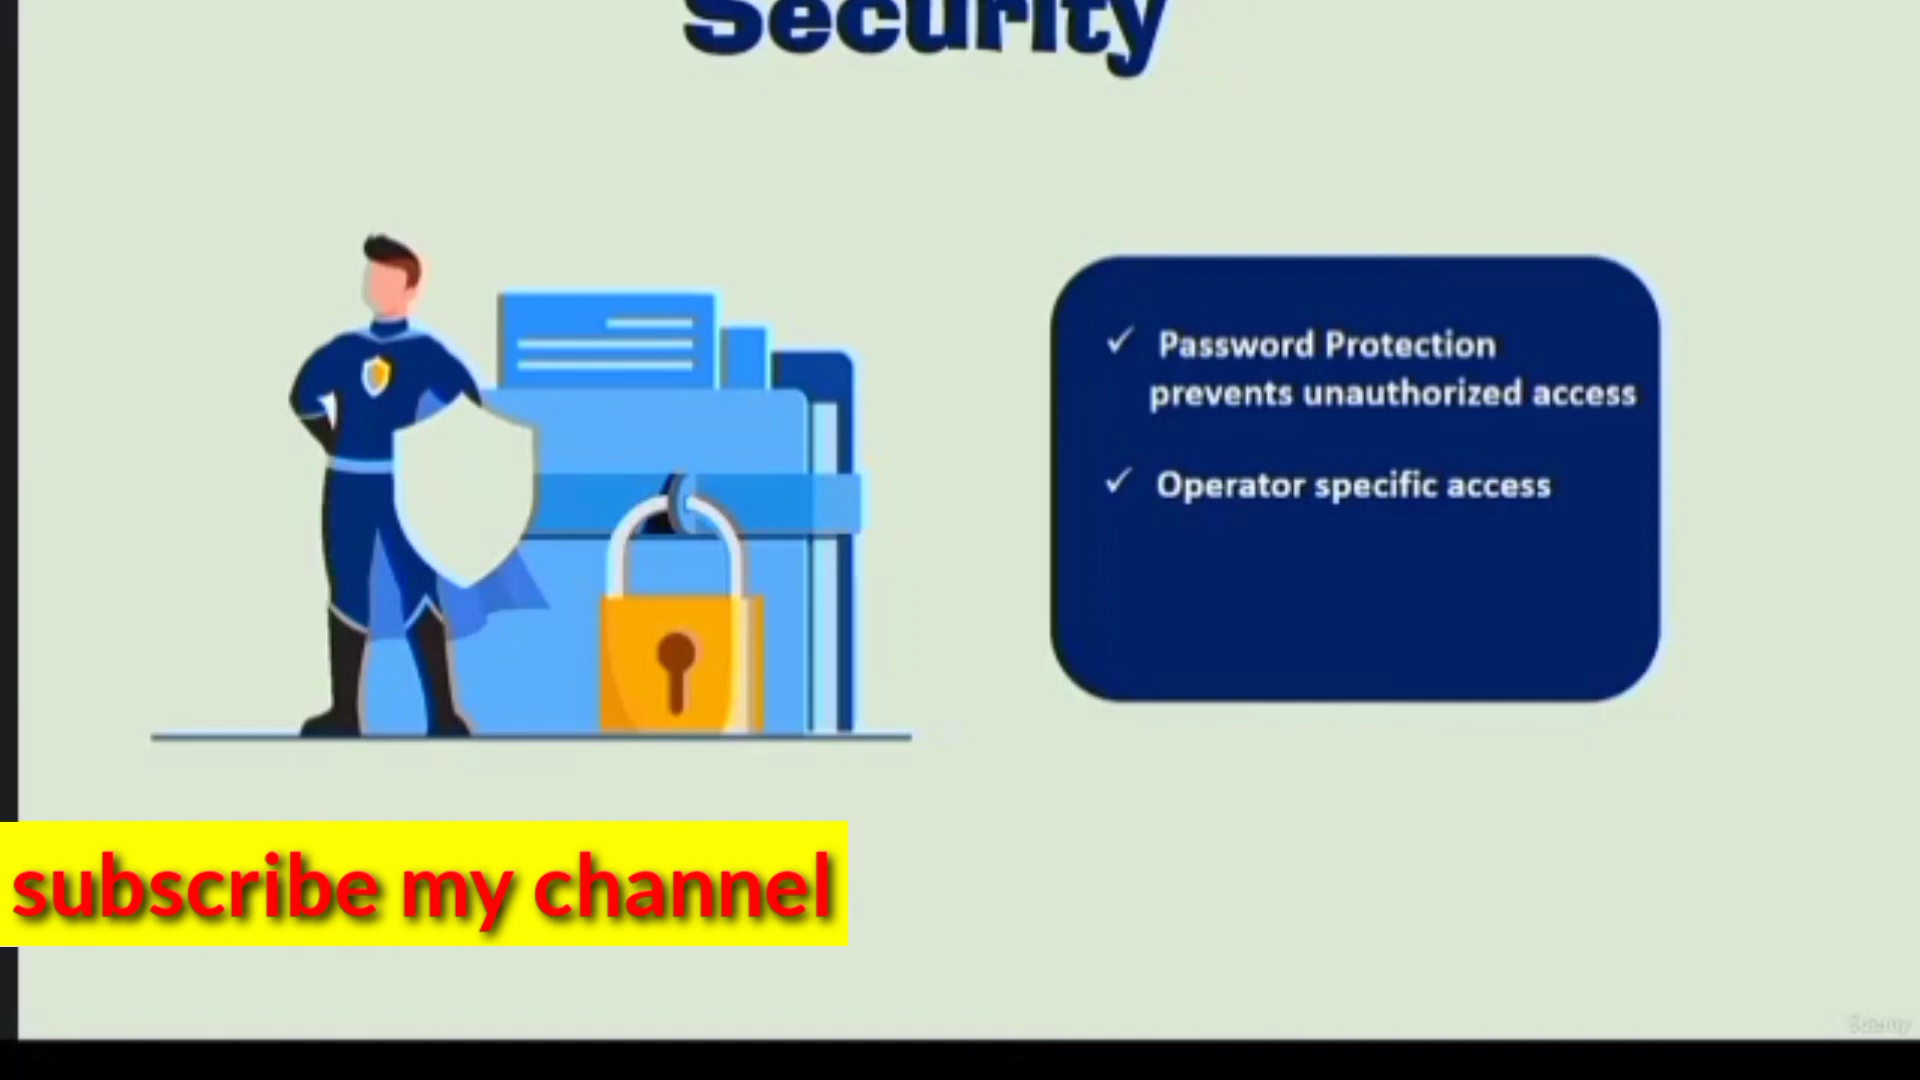 Security
✓ Password Protection
prevents unauthorized access
✓ Operator specific access
subscribe my channel